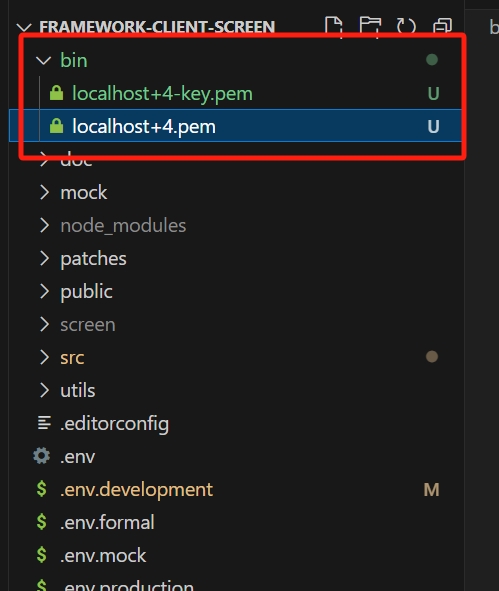 FRAMEWORK-CLIENT-SCREEN
b
bin
localhost+4-key.pem U
localhost+4.pem U
doc
mock
node_modules
patches
public
screen
src
utils
.editorconfig
.env
.env.development M
.env.formal
.env.mock
.env.production